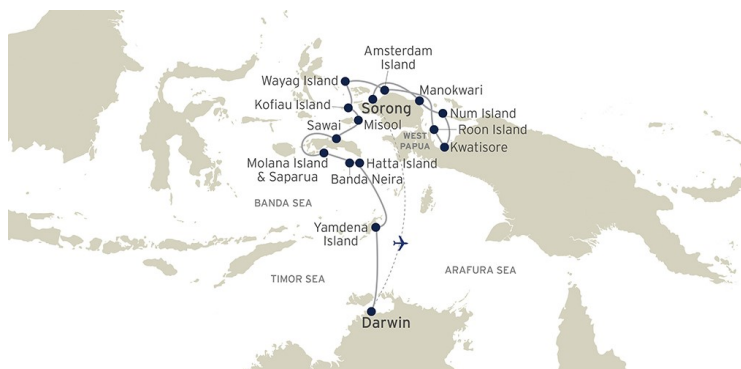 Amsterdam
Island
Wayag Island
Manokwari
Kofiau Island
Sorong
Num Island
Sawai
Misool
WEST
PAPUA
Roon Island
Kwatisore
Molana Island
& Saparua
Hatta Island
Banda Neira
BANDA SEA
Yamdena
Island
TIMOR SEA
ARAFURA SEA
Darwin